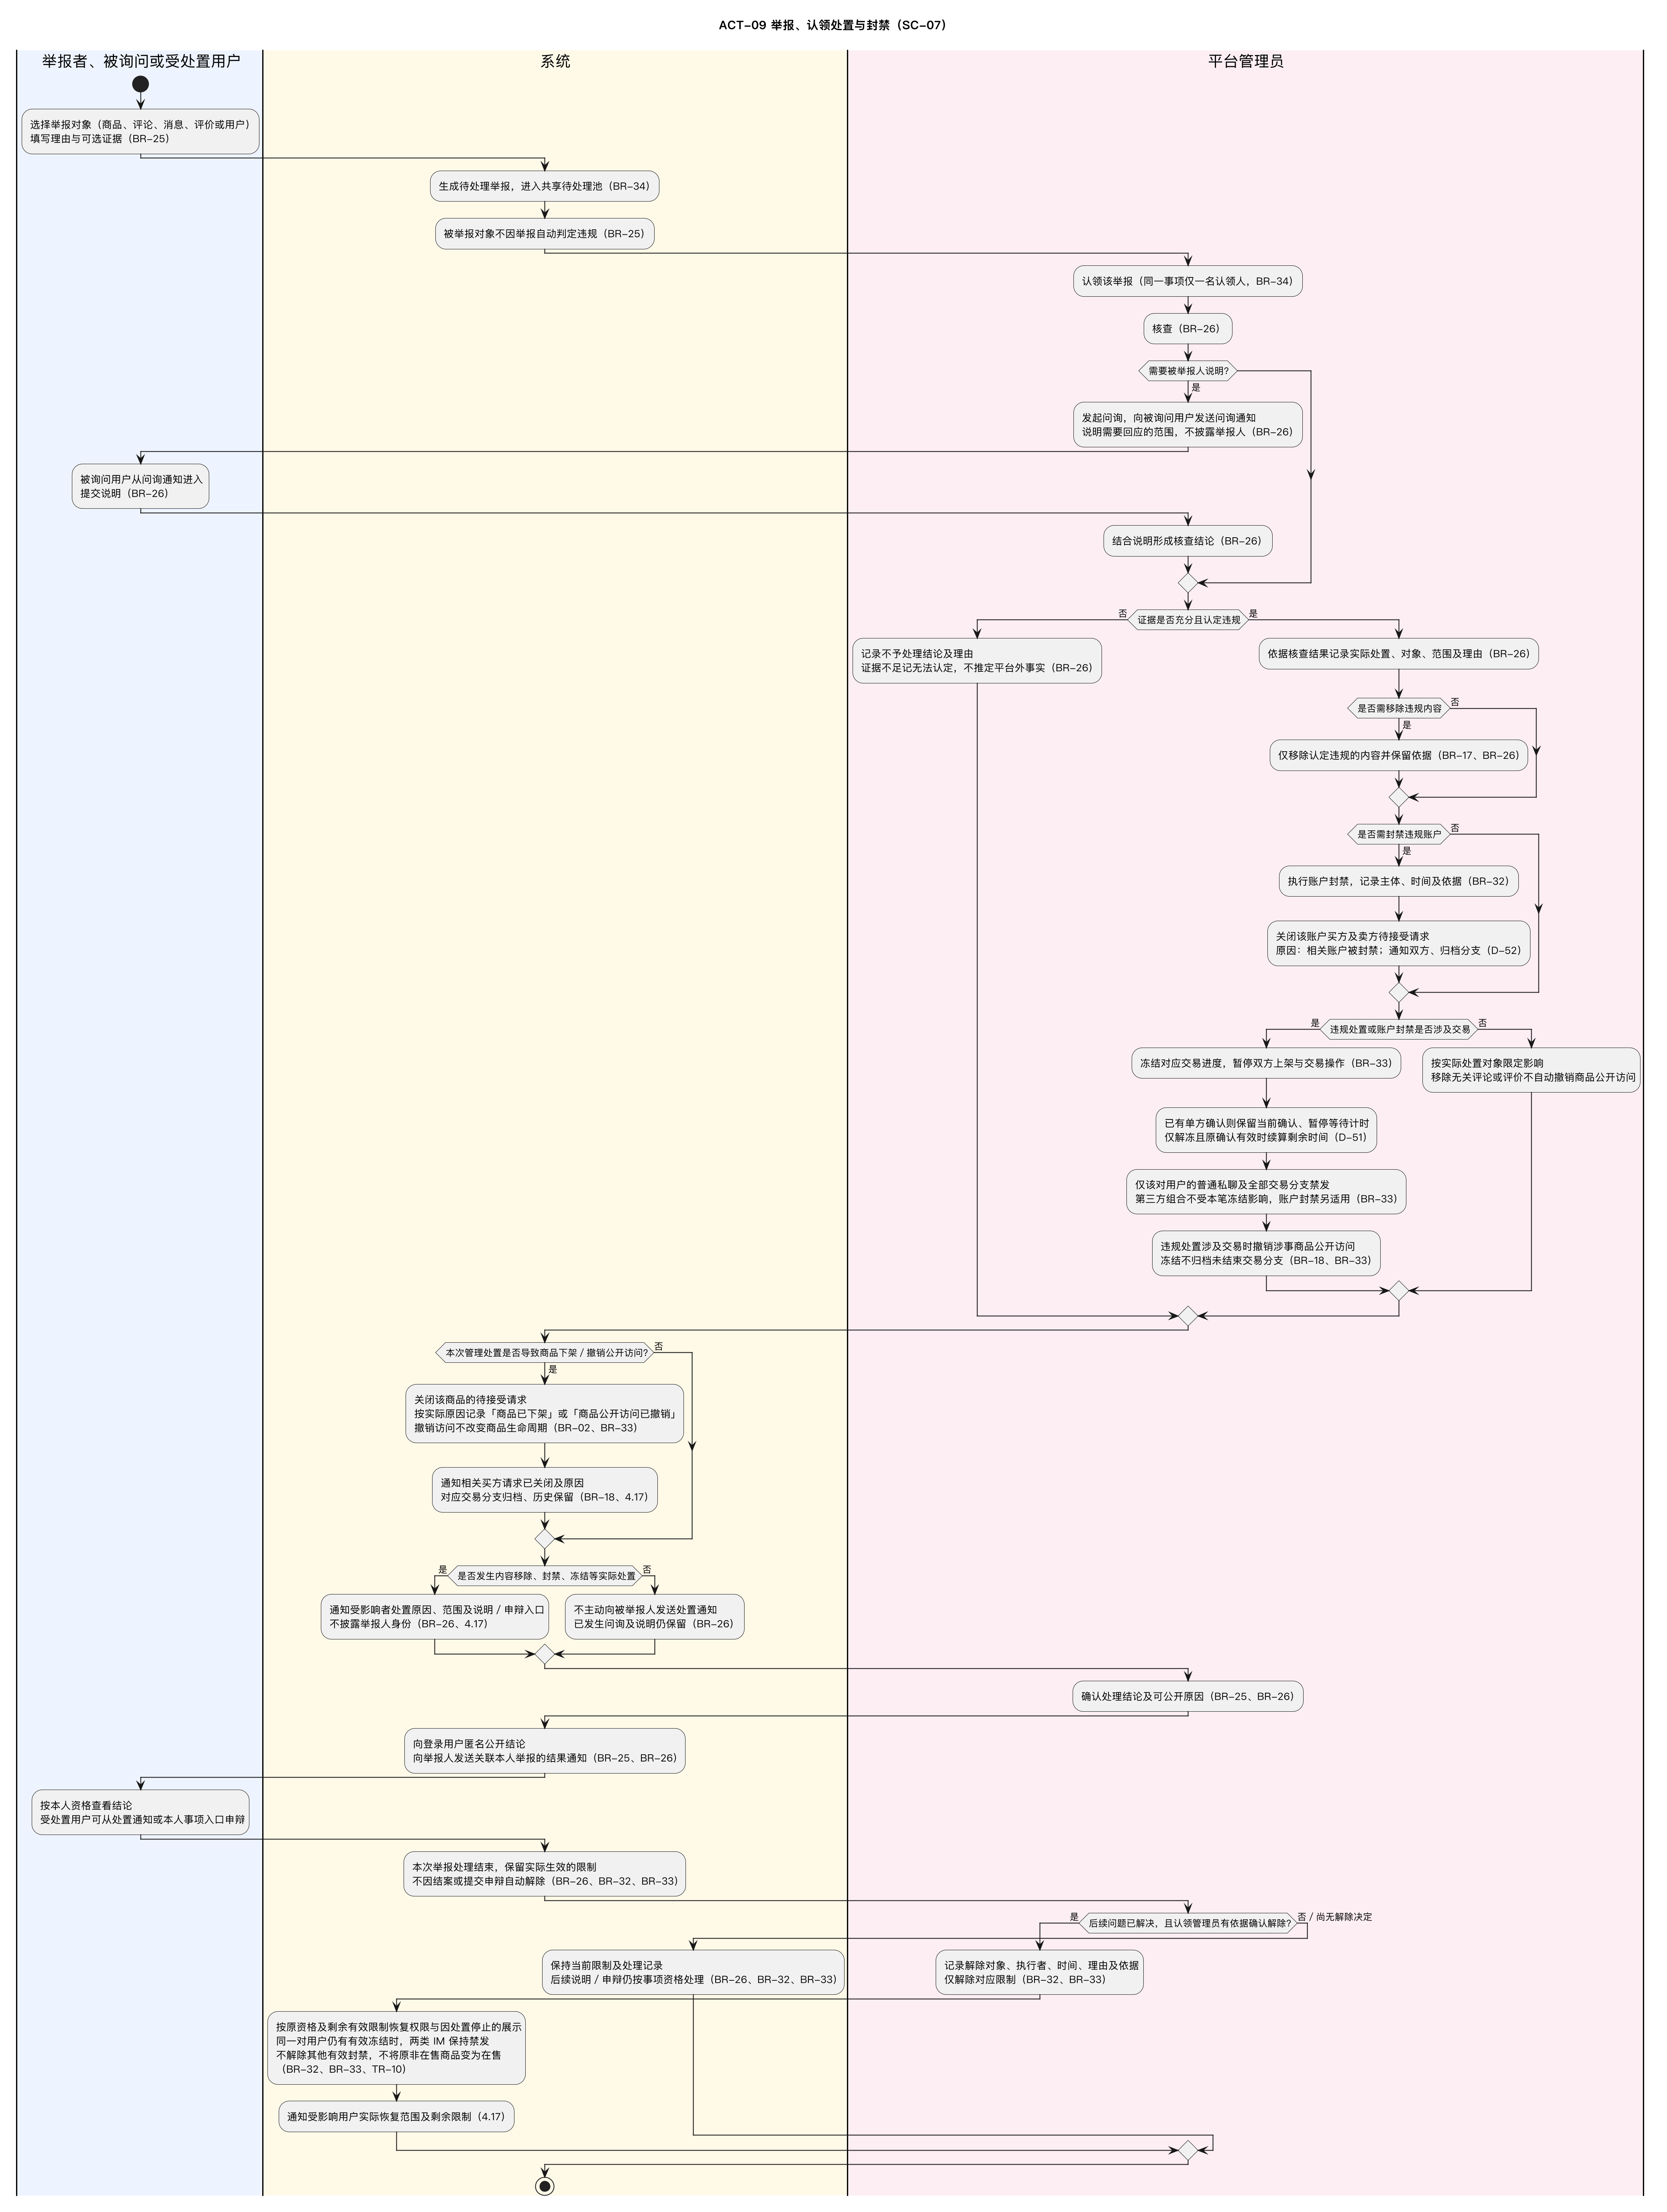 ACT-09 举报、认领处置与封禁（SC-07）
举报者、被询问或受处置用户
系统
平台管理员
选择举报对象（商品、评论、消息、评价或用户）
填写理由与可选证据（BR-25）
生成待处理举报，进入共享待处理池（BR-34）
被举报对象不因举报自动判定违规（BR-25）
认领该举报（同一事项仅一名认领人，BR-34）
核查（BR-26）
需要被举报人说明?
是
发起问询，向被询问用户发送问询通知
说明需要回应的范围，不披露举报人（BR-26）
被询问用户从问询通知进入
提交说明（BR-26）
结合说明形成核查结论（BR-26）
否
证据是否充分且认定违规
是
记录不予处理结论及理由
证据不足记无法认定，不推定平台外事实（BR-26）
依据核查结果记录实际处置、对象、范围及理由（BR-26）
是否需移除违规内容
否
是
仅移除认定违规的内容并保留依据（BR-17、BR-26）
是否需封禁违规账户
否
是
执行账户封禁，记录主体、时间及依据（BR-32）
关闭该账户买方及卖方待接受请求
原因：相关账户被封禁；通知双方、归档分支（D-52）
是
违规处置或账户封禁是否涉及交易
否
冻结对应交易进度，暂停双方上架与交易操作（BR-33）
按实际处置对象限定影响
移除无关评论或评价不自动撤销商品公开访问
已有单方确认则保留当前确认、暂停等待计时
仅解冻且原确认有效时续算剩余时间（D-51）
仅该对用户的普通私聊及全部交易分支禁发
第三方组合不受本笔冻结影响，账户封禁另适用（BR-33）
违规处置涉及交易时撤销涉事商品公开访问
冻结不归档未结束交易分支（BR-18、BR-33）
本次管理处置是否导致商品下架 / 撤销公开访问?
否
是
关闭该商品的待接受请求
按实际原因记录「商品已下架」或「商品公开访问已撤销」
撤销访问不改变商品生命周期（BR-02、BR-33）
通知相关买方请求已关闭及原因
对应交易分支归档、历史保留（BR-18、4.17）
是
是否发生内容移除、封禁、冻结等实际处置
否
通知受影响者处置原因、范围及说明 / 申辩入口
不披露举报人身份（BR-26、4.17）
不主动向被举报人发送处置通知
已发生问询及说明仍保留（BR-26）
确认处理结论及可公开原因（BR-25、BR-26）
向登录用户匿名公开结论
向举报人发送关联本人举报的结果通知（BR-25、BR-26）
按本人资格查看结论
受处置用户可从处置通知或本人事项入口申辩
本次举报处理结束，保留实际生效的限制
不因结案或提交申辩自动解除（BR-26、BR-32、BR-33）
是
后续问题已解决，且认领管理员有依据确认解除?
否 / 尚无解除决定
保持当前限制及处理记录
后续说明 / 申辩仍按事项资格处理（BR-26、BR-32、BR-33）
记录解除对象、执行者、时间、理由及依据
仅解除对应限制（BR-32、BR-33）
按原资格及剩余有效限制恢复权限与因处置停止的展示
同一对用户仍有有效冻结时，两类 IM 保持禁发
不解除其他有效封禁，不将原非在售商品变为在售
（BR-32、BR-33、TR-10）
通知受影响用户实际恢复范围及剩余限制（4.17）